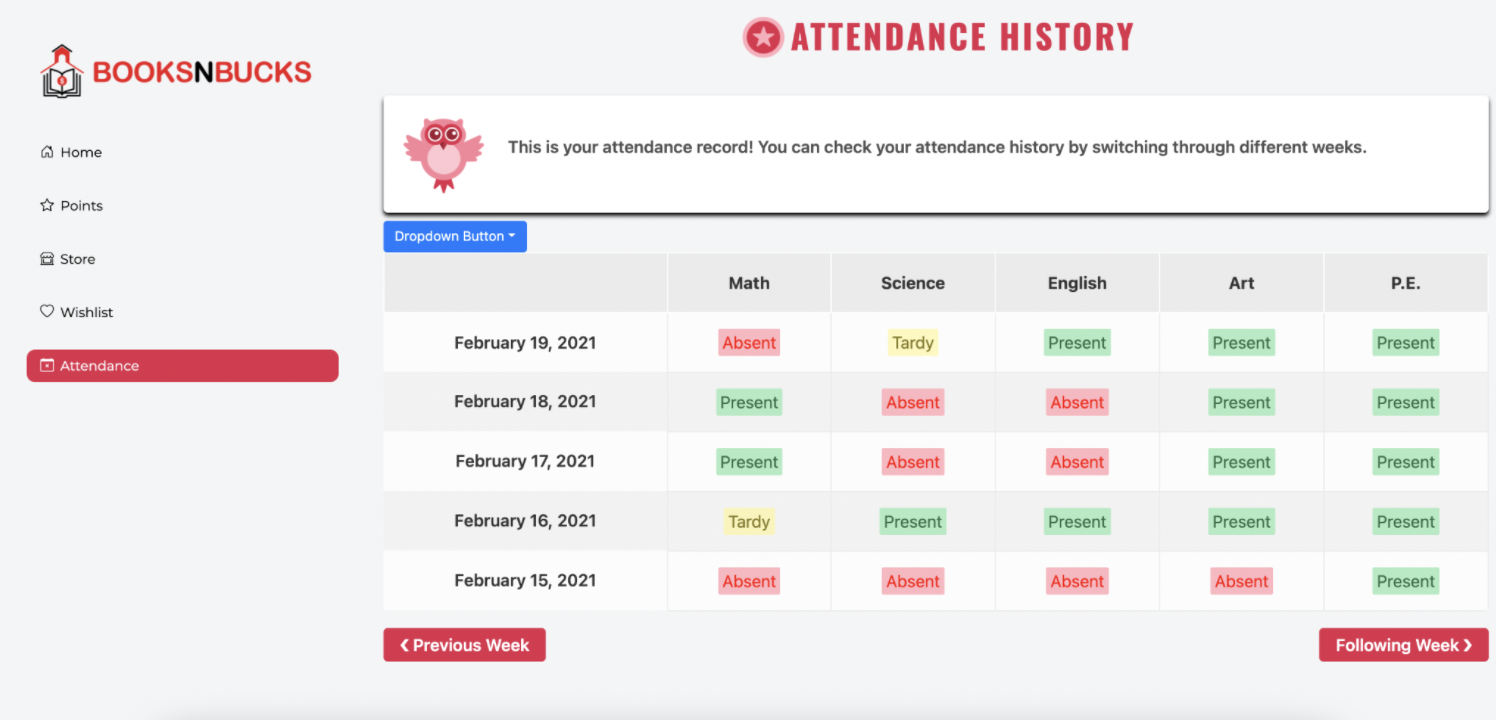 ATTENDANCE HISTORY
BOOKSNBUCKS
This is your attendance record! You can check your attendance history by switching through different weeks.
Home
Points
Store
Wishlist
Attendance
Dropdown Button
Math Science English Art P.E.
February 19, 2021 Absent Tardy Present Present Present
February 18, 2021 Present Absent Absent Present Present
February 17, 2021 Present Absent Absent Present Present
February 16, 2021 Tardy Present Present Present Present
February 15, 2021 Absent Absent Absent Absent Present
❮ Previous Week
Following Week ❯